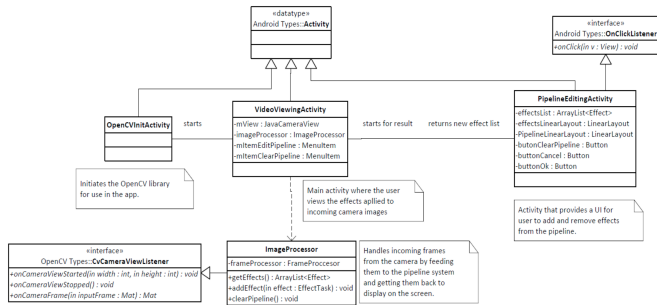 «datatype»
Android Types::Activity
«interface»
Android Types::OnClickListener
+onClick(in v : View) : void
OpenCVInitActivity
starts
VideoViewingActivity
-mView : JavaCameraView
-imageProcessor : ImageProcessor
-mItemEditPipeline : MenuItem
-mItemClearPipeline : MenuItem
starts for result
returns new effect list
PipelineEditingActivity
-effectsList : ArrayList<Effect>
-effectsLinearLayout : LinearLayout
-PipelineLinearLayout : LinearLayout
-butonClearPipeline : Button
-buttonCancel : Button
-buttonOk : Button
Initiates the OpenCV library
for use in the app.
Main activity where the user
views the effects apllied to
incoming camera images
Activity that provides a UI for
user to add and remove effects
from the pipeline.
«interface»
OpenCV Types::CvCameraViewListener
+onCameraViewStarted(in width : int, in height : int) : void
+onCameraViewStopped() : void
+onCameraFrame(in inputFrame : Mat) : Mat
ImageProcessor
-frameProcessor : FrameProccesor
+getEffects() : ArrayList<Effect>
+addEffect(in effect : EffectTask) : void
+clearPipeline() : void
Handles incoming frames
from the camera by feeding
them to the pipeline system
and getting them back to
display on the screen.